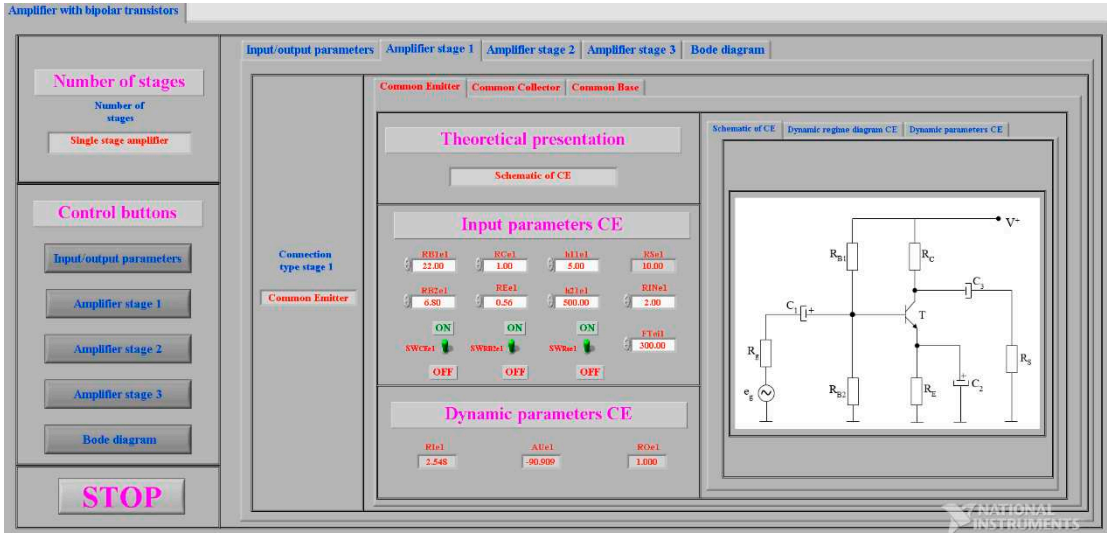 Amplifier with bipolar transistors
Number of stages
Number of
stages
Single stage amplifier
Control buttons
Input/output parameters
Amplifier stage 1
Amplifier stage 2
Amplifier stage 3
Bode diagram
STOP
Input/output parameters Amplifier stage 1 Amplifier stage 2 Amplifier stage 3 Bode diagram
Connection
type stage 1
Common Emitter
Common Emitter Common Collector Common Base
Theoretical presentation
Schematic of CE
Input parameters CE
RB1e1 RCe1 h11e1 RSe1
22.00 1.00 5.00 10.00
RB2e1 REe1 h21e1 RINe1
6.80 0.56 500.00 2.00
ON ON ON
300.00
SWCEe1 SWRB2e1
OFF OFF OFF
Dynamic parameters CE
RIe1 AUe1 ROe1
2.548 -90.909 1.000
Schematic of CE Dynamic regime diagram CE Dynamic parameters CE
V+
RB1 RC
C1 + C3
T
Rg RS
RB2 RE + C2
eg
NATIONAL
INSTRUMENTS